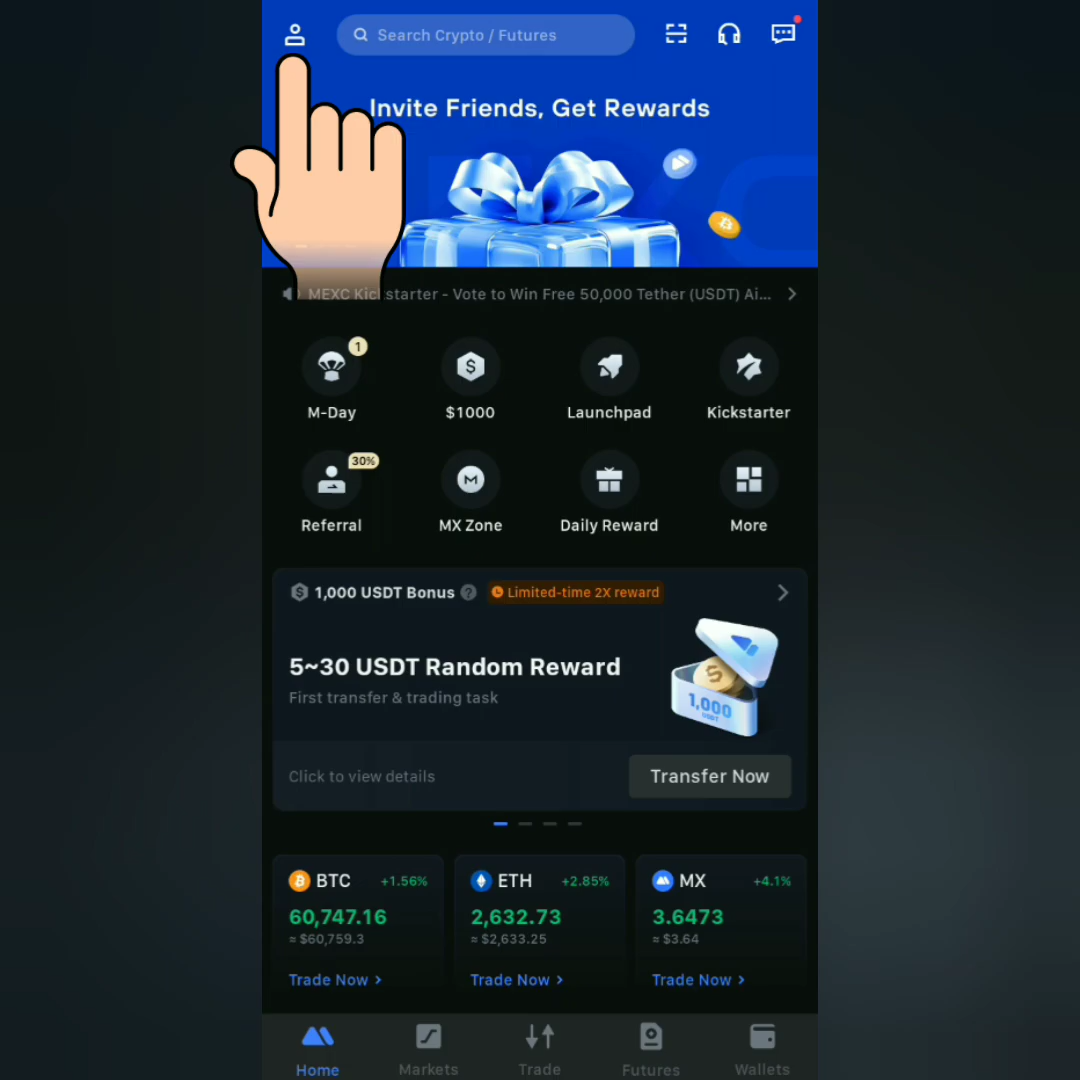 Search Crypto / Futures
Invite Friends, Get Rewards
MEXC Kickstarter - Vote to Win Free 50,000 Tether (USDT) Ai...
1
M-Day
$1000
Launchpad
Kickstarter
30%
Referral
MX Zone
Daily Reward
More
1,000 USDT Bonus ? Limited-time 2X reward
5~30 USDT Random Reward
First transfer & trading task
1,000
USDT
Click to view details
Transfer Now
BTC +1.56%
60,747.16
≈ $60,759.3
Trade Now >
ETH +2.85%
2,632.73
≈ $2,633.25
Trade Now >
MX +4.1%
3.6473
≈ $3.64
Trade Now >
Home
Markets
Trade
Futures
Wallets